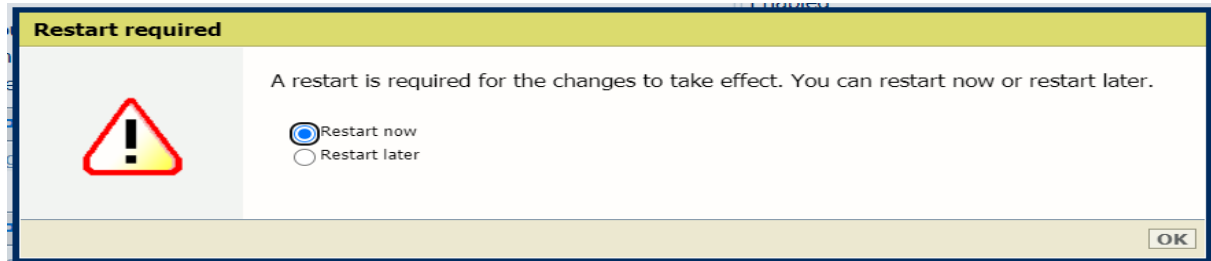 Enabled
Restart required
A restart is required for the changes to take effect. You can restart now or restart later.
Restart now
Restart later
OK